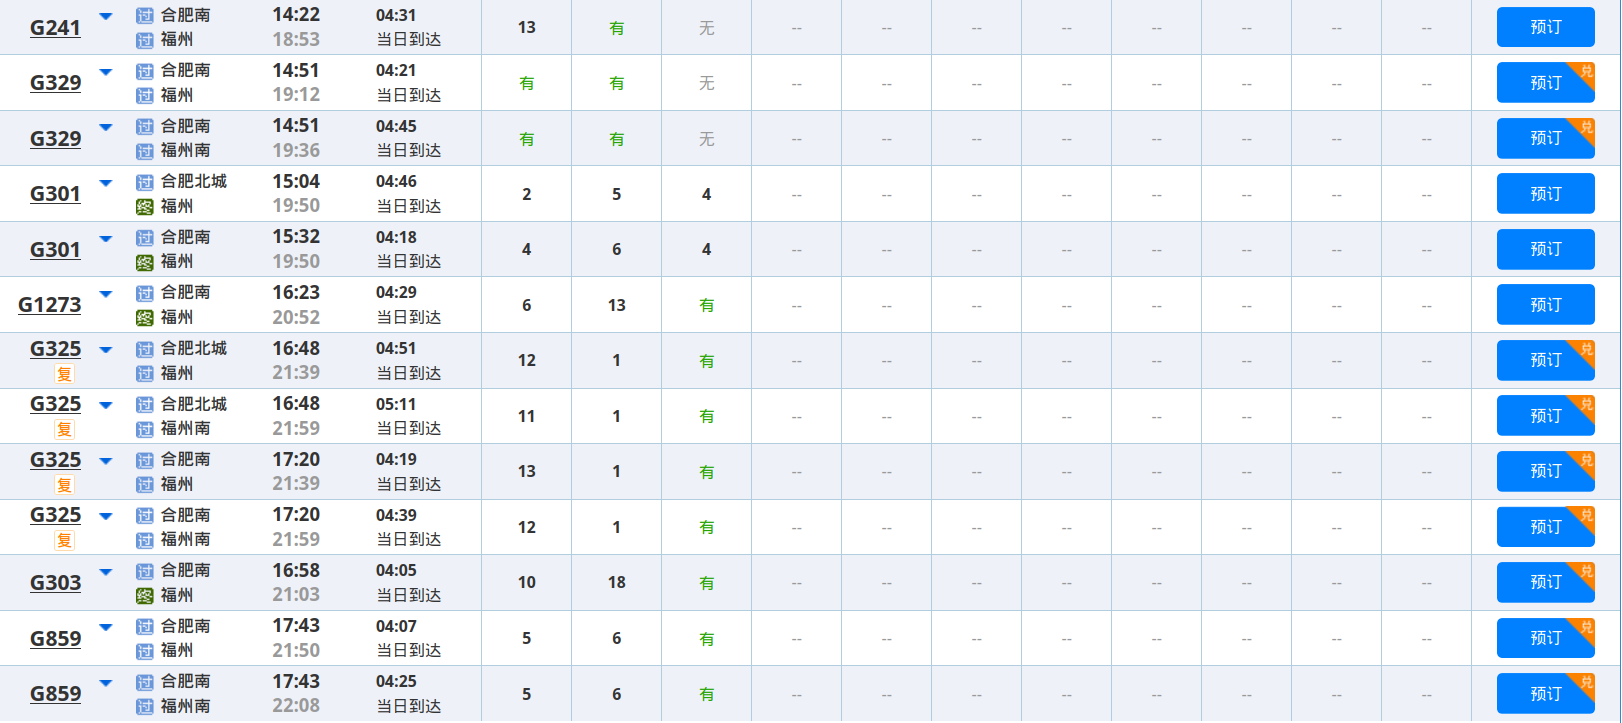 G241 过 合肥南 14:22 04:31 13 有 无 -- -- -- -- -- -- -- -- 预订
过 福州 18:53 当日到达
G329 过 合肥南 14:51 04:21 有 有 无 -- -- -- -- -- -- -- -- 预订 兑
过 福州 19:12 当日到达
G329 过 合肥南 14:51 04:45 有 有 无 -- -- -- -- -- -- -- -- 预订 兑
过 福州南 19:36 当日到达
G301 过 合肥北城 15:04 04:46 2 5 4 -- -- -- -- -- -- -- -- 预订
终 福州 19:50 当日到达
G301 过 合肥南 15:32 04:18 4 6 4 -- -- -- -- -- -- -- -- 预订
终 福州 19:50 当日到达
G1273 过 合肥南 16:23 04:29 6 13 有 -- -- -- -- -- -- -- -- 预订
终 福州 20:52 当日到达
G325 过 合肥北城 16:48 04:51 12 1 有 -- -- -- -- -- -- -- -- 预订 兑
复 过 福州 21:39 当日到达
G325 过 合肥北城 16:48 05:11 11 1 有 -- -- -- -- -- -- -- -- 预订 兑
复 过 福州南 21:59 当日到达
G325 过 合肥南 17:20 04:19 13 1 有 -- -- -- -- -- -- -- -- 预订 兑
复 过 福州 21:39 当日到达
G325 过 合肥南 17:20 04:39 12 1 有 -- -- -- -- -- -- -- -- 预订 兑
复 过 福州南 21:59 当日到达
G303 过 合肥南 16:58 04:05 10 18 有 -- -- -- -- -- -- -- -- 预订 兑
终 福州 21:03 当日到达
G859 过 合肥南 17:43 04:07 5 6 有 -- -- -- -- -- -- -- -- 预订 兑
过 福州 21:50 当日到达
G859 过 合肥南 17:43 04:25 5 6 有 -- -- -- -- -- -- -- -- 预订 兑
过 福州南 22:08 当日到达